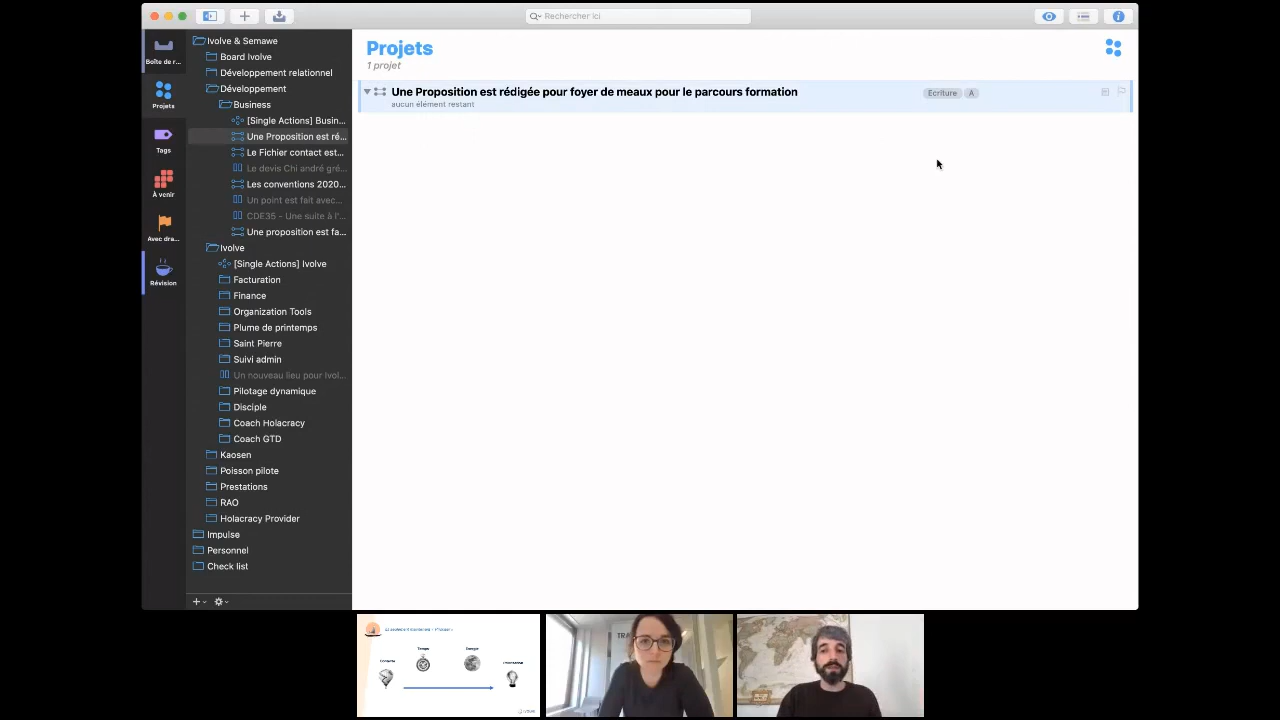 Rechercher ici
Boîte de r...
Projets
Tags
À venir
Avec dra...
Révision
Ivolve & Semawe
Board Ivolve
Développement relationnel
Développement
Business
[Single Actions] Busin...
Une Proposition est ré...
Le Fichier contact est...
Le devis Chi andré gré...
Les conventions 2020...
Un point est fait avec...
CDE35 - Une suite à l'...
Une proposition est fa...
Ivolve
[Single Actions] Ivolve
Facturation
Finance
Organization Tools
Plume de printemps
Saint Pierre
Suivi admin
Un nouveau lieu pour Ivol...
Pilotage dynamique
Disciple
Coach Holacracy
Coach GTD
Kaosen
Poisson pilote
Prestations
RAO
Holacracy Provider
Impulse
Personnel
Check list
Projets
1 projet
Une Proposition est rédigée pour foyer de meaux pour le parcours formation
Ecriture A
aucun élément restant
Temps
Energie
Contexte